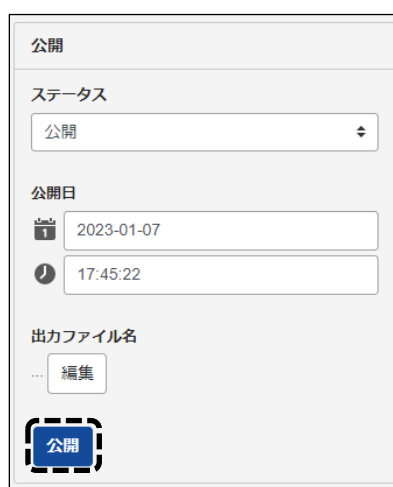 公開
ステータス
公開
公開日
1
2023-01-07
17:45:22
出力ファイル名
... 編集
公開